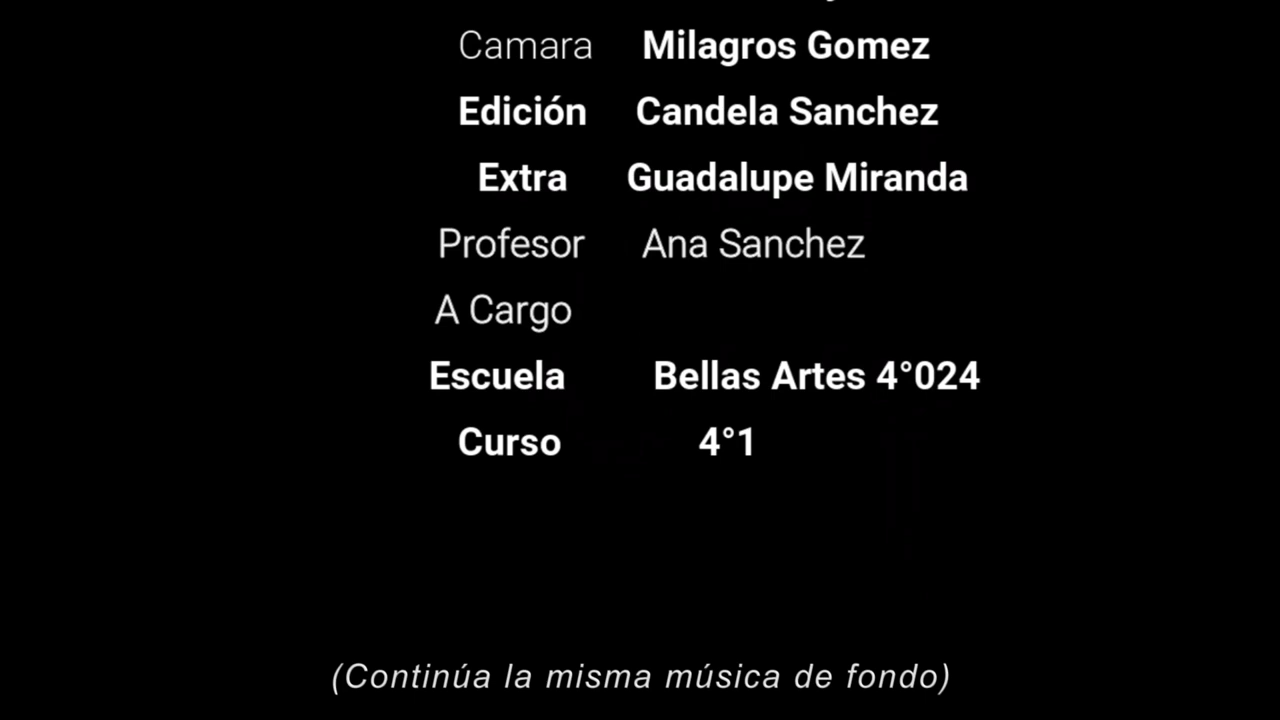 Camara Milagros Gomez
Edición Candela Sanchez
Extra Guadalupe Miranda
Profesor Ana Sanchez
A Cargo
Escuela Bellas Artes 4°024
Curso 4°1
(Continúa la misma música de fondo)